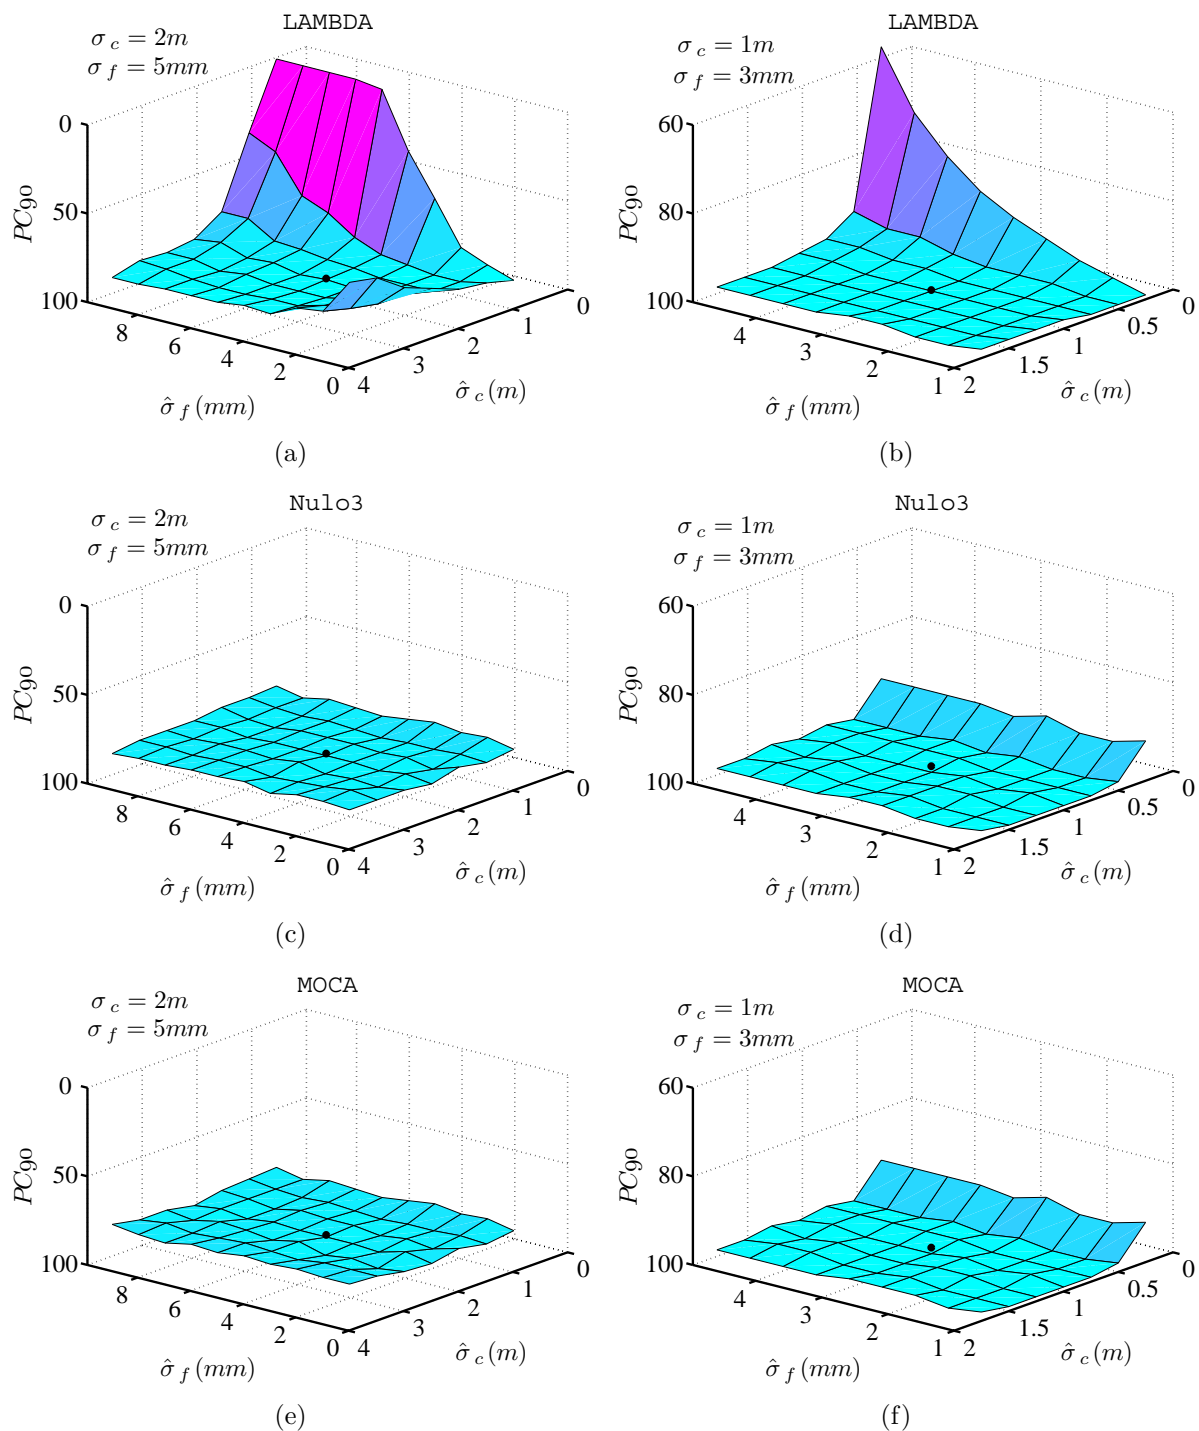 LAMBDA
σ c = 2m
σ f = 5mm
0
50
100
PC90
8
6
4
2
0
σ̂ f (mm)
4
3
2
1
0
σ̂ c (m)
(a)
LAMBDA
σ c = 1m
σ f = 3mm
60
80
100
PC90
4
3
2
1
σ̂ f (mm)
2
1.5
1
0.5
0
σ̂ c (m)
(b)
Nulo3
σ c = 2m
σ f = 5mm
0
50
100
PC90
8
6
4
2
0
σ̂ f (mm)
4
3
2
1
0
σ̂ c (m)
(c)
Nulo3
σ c = 1m
σ f = 3mm
60
80
100
PC90
4
3
2
1
σ̂ f (mm)
2
1.5
1
0.5
0
σ̂ c (m)
(d)
MOCA
σ c = 2m
σ f = 5mm
0
50
100
PC90
8
6
4
2
0
σ̂ f (mm)
4
3
2
1
0
σ̂ c (m)
(e)
MOCA
σ c = 1m
σ f = 3mm
60
80
100
PC90
4
3
2
1
σ̂ f (mm)
2
1.5
1
0.5
0
σ̂ c (m)
(f)